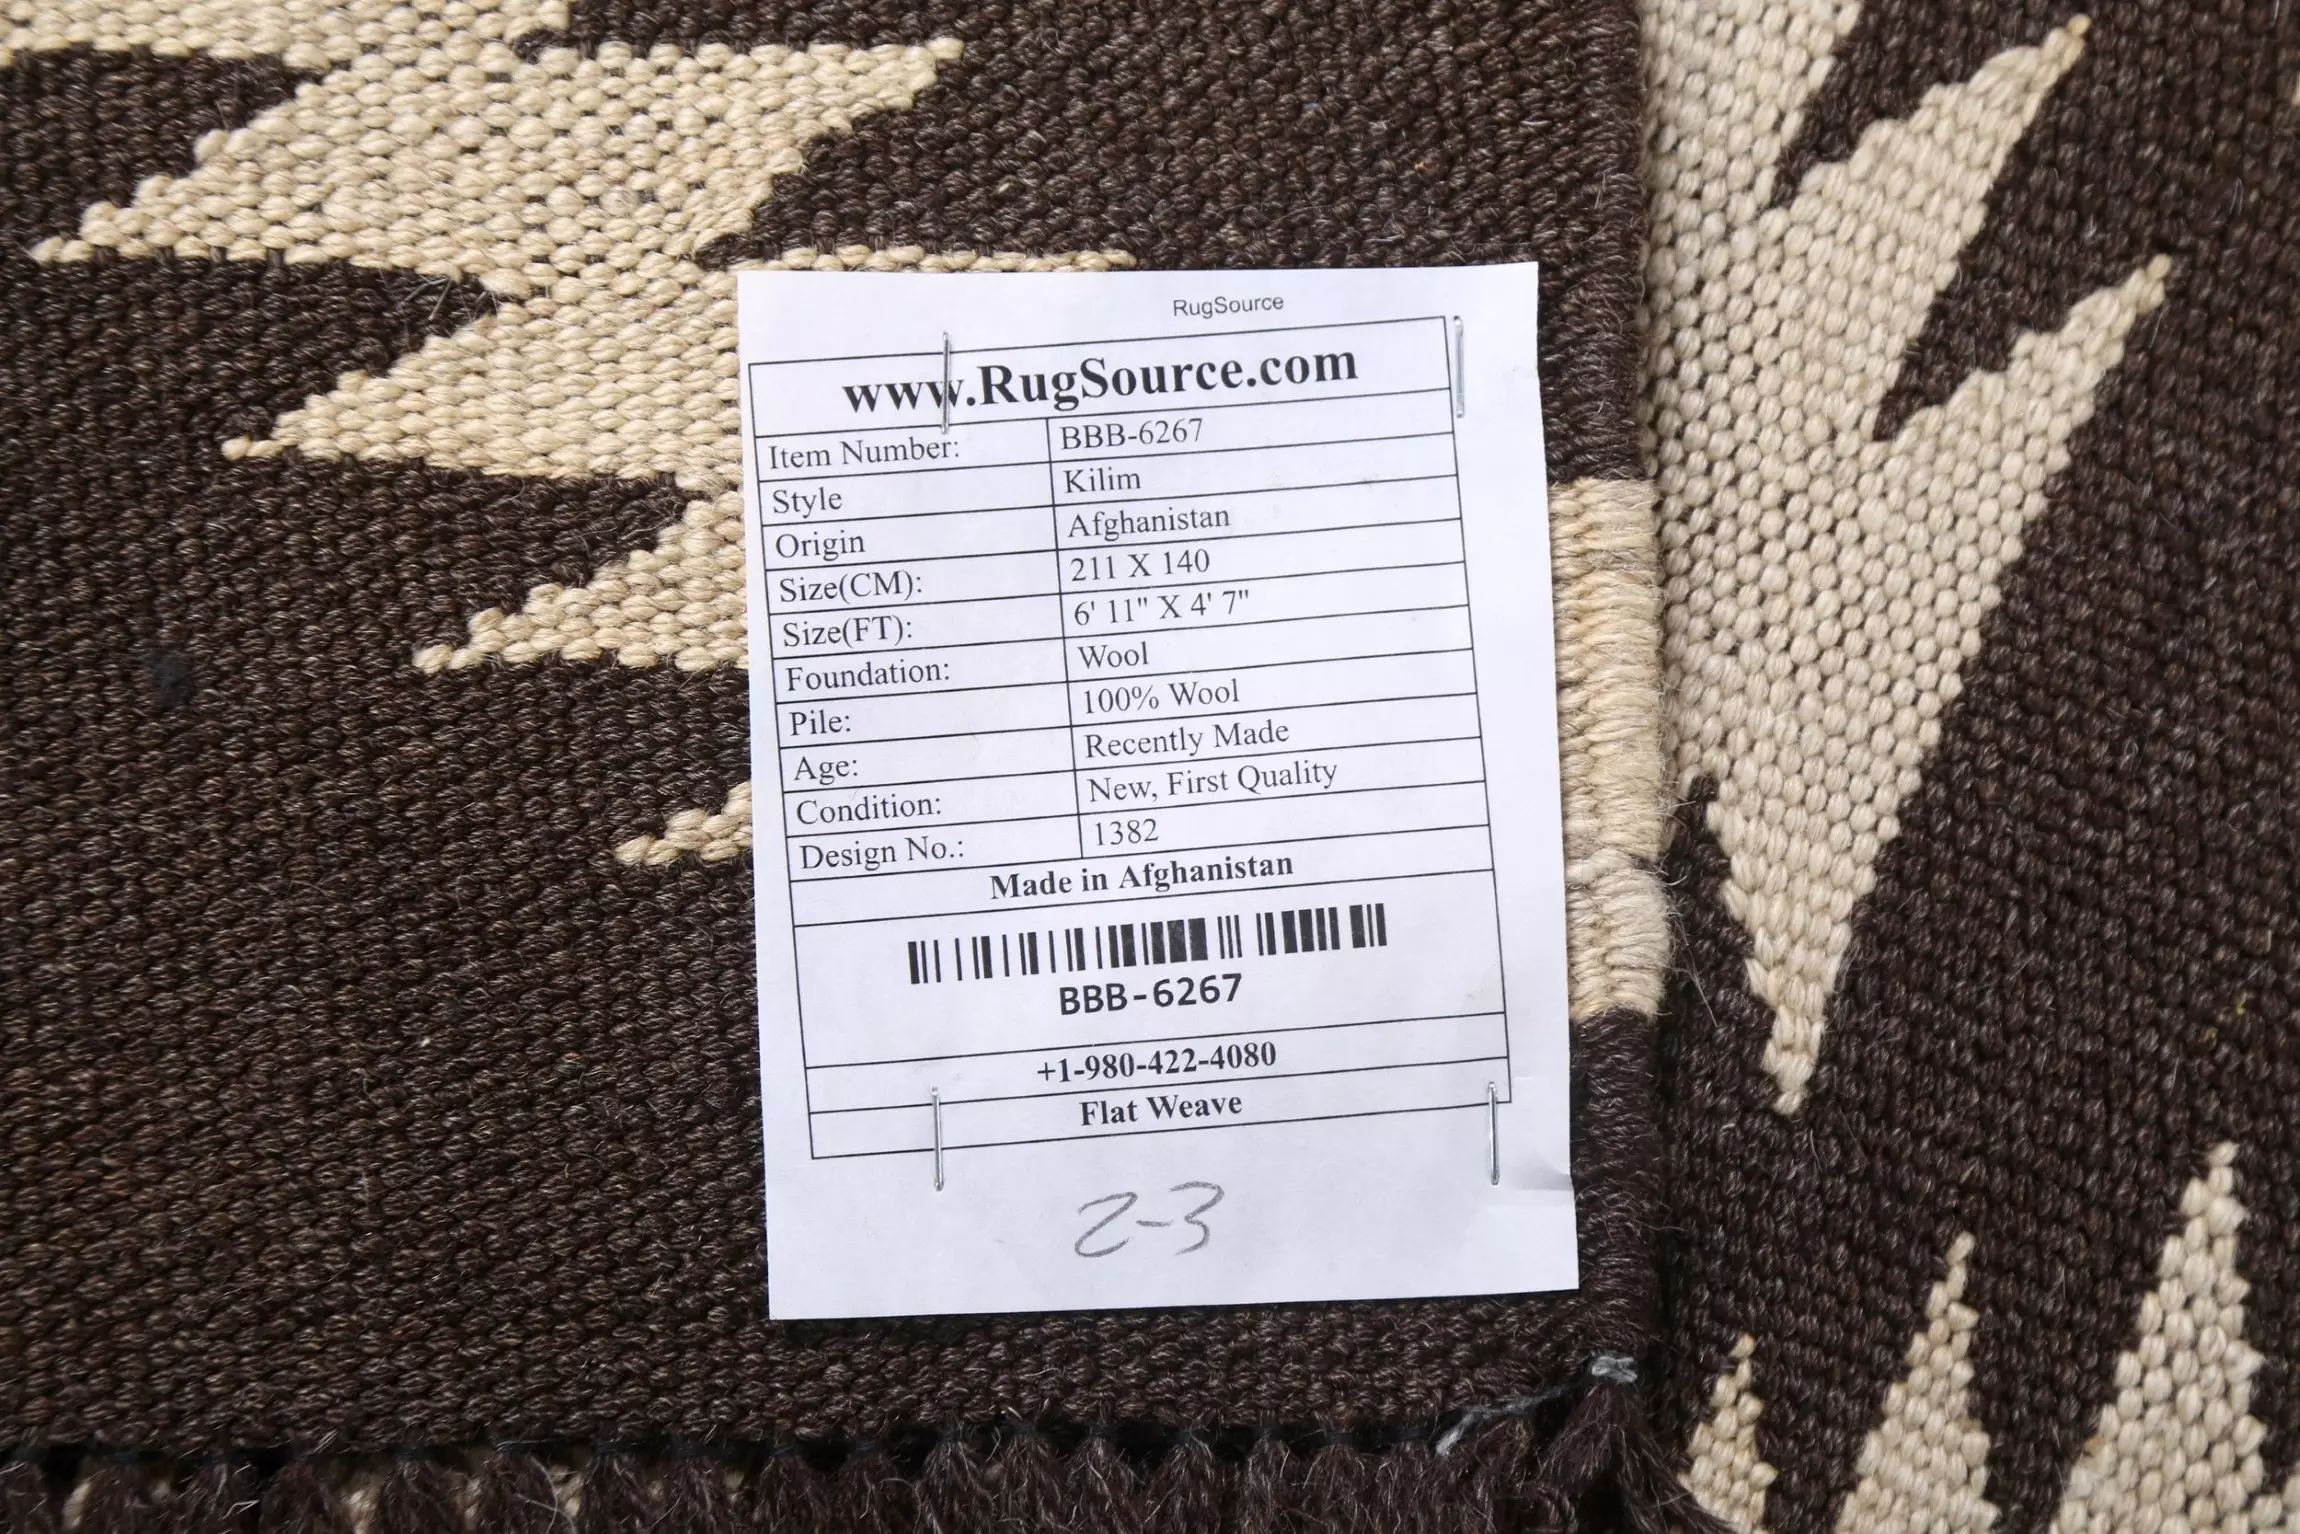 RugSource
www.RugSource.com
Item Number: BBB-6267
Style Kilim
Origin Afghanistan
Size(CM): 211 X 140
Size(FT): 6' 11" X 4' 7"
Foundation: Wool
Pile: 100% Wool
Age: Recently Made
Condition: New, First Quality
Design No.: 1382
Made in Afghanistan
BBB-6267
+1-980-422-4080
Flat Weave
2-3